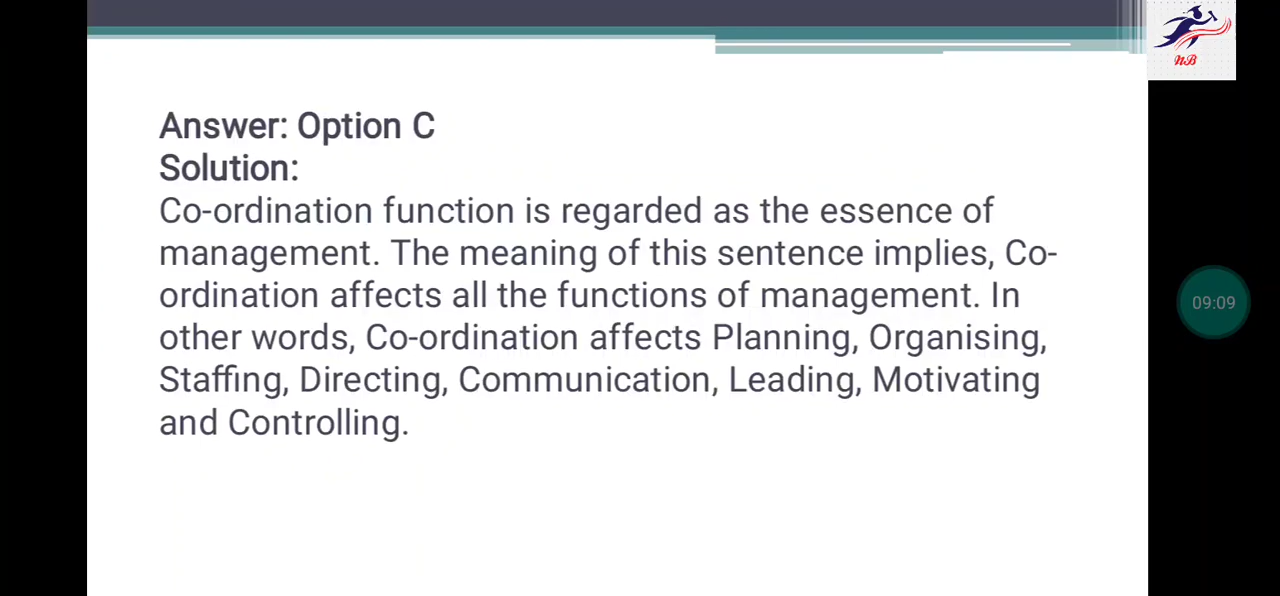 NB
Answer: Option C
Solution:
Co-ordination function is regarded as the essence of
management. The meaning of this sentence implies, Co-
ordination affects all the functions of management. In
other words, Co-ordination affects Planning, Organising,
Staffing, Directing, Communication, Leading, Motivating
and Controlling.
09:09